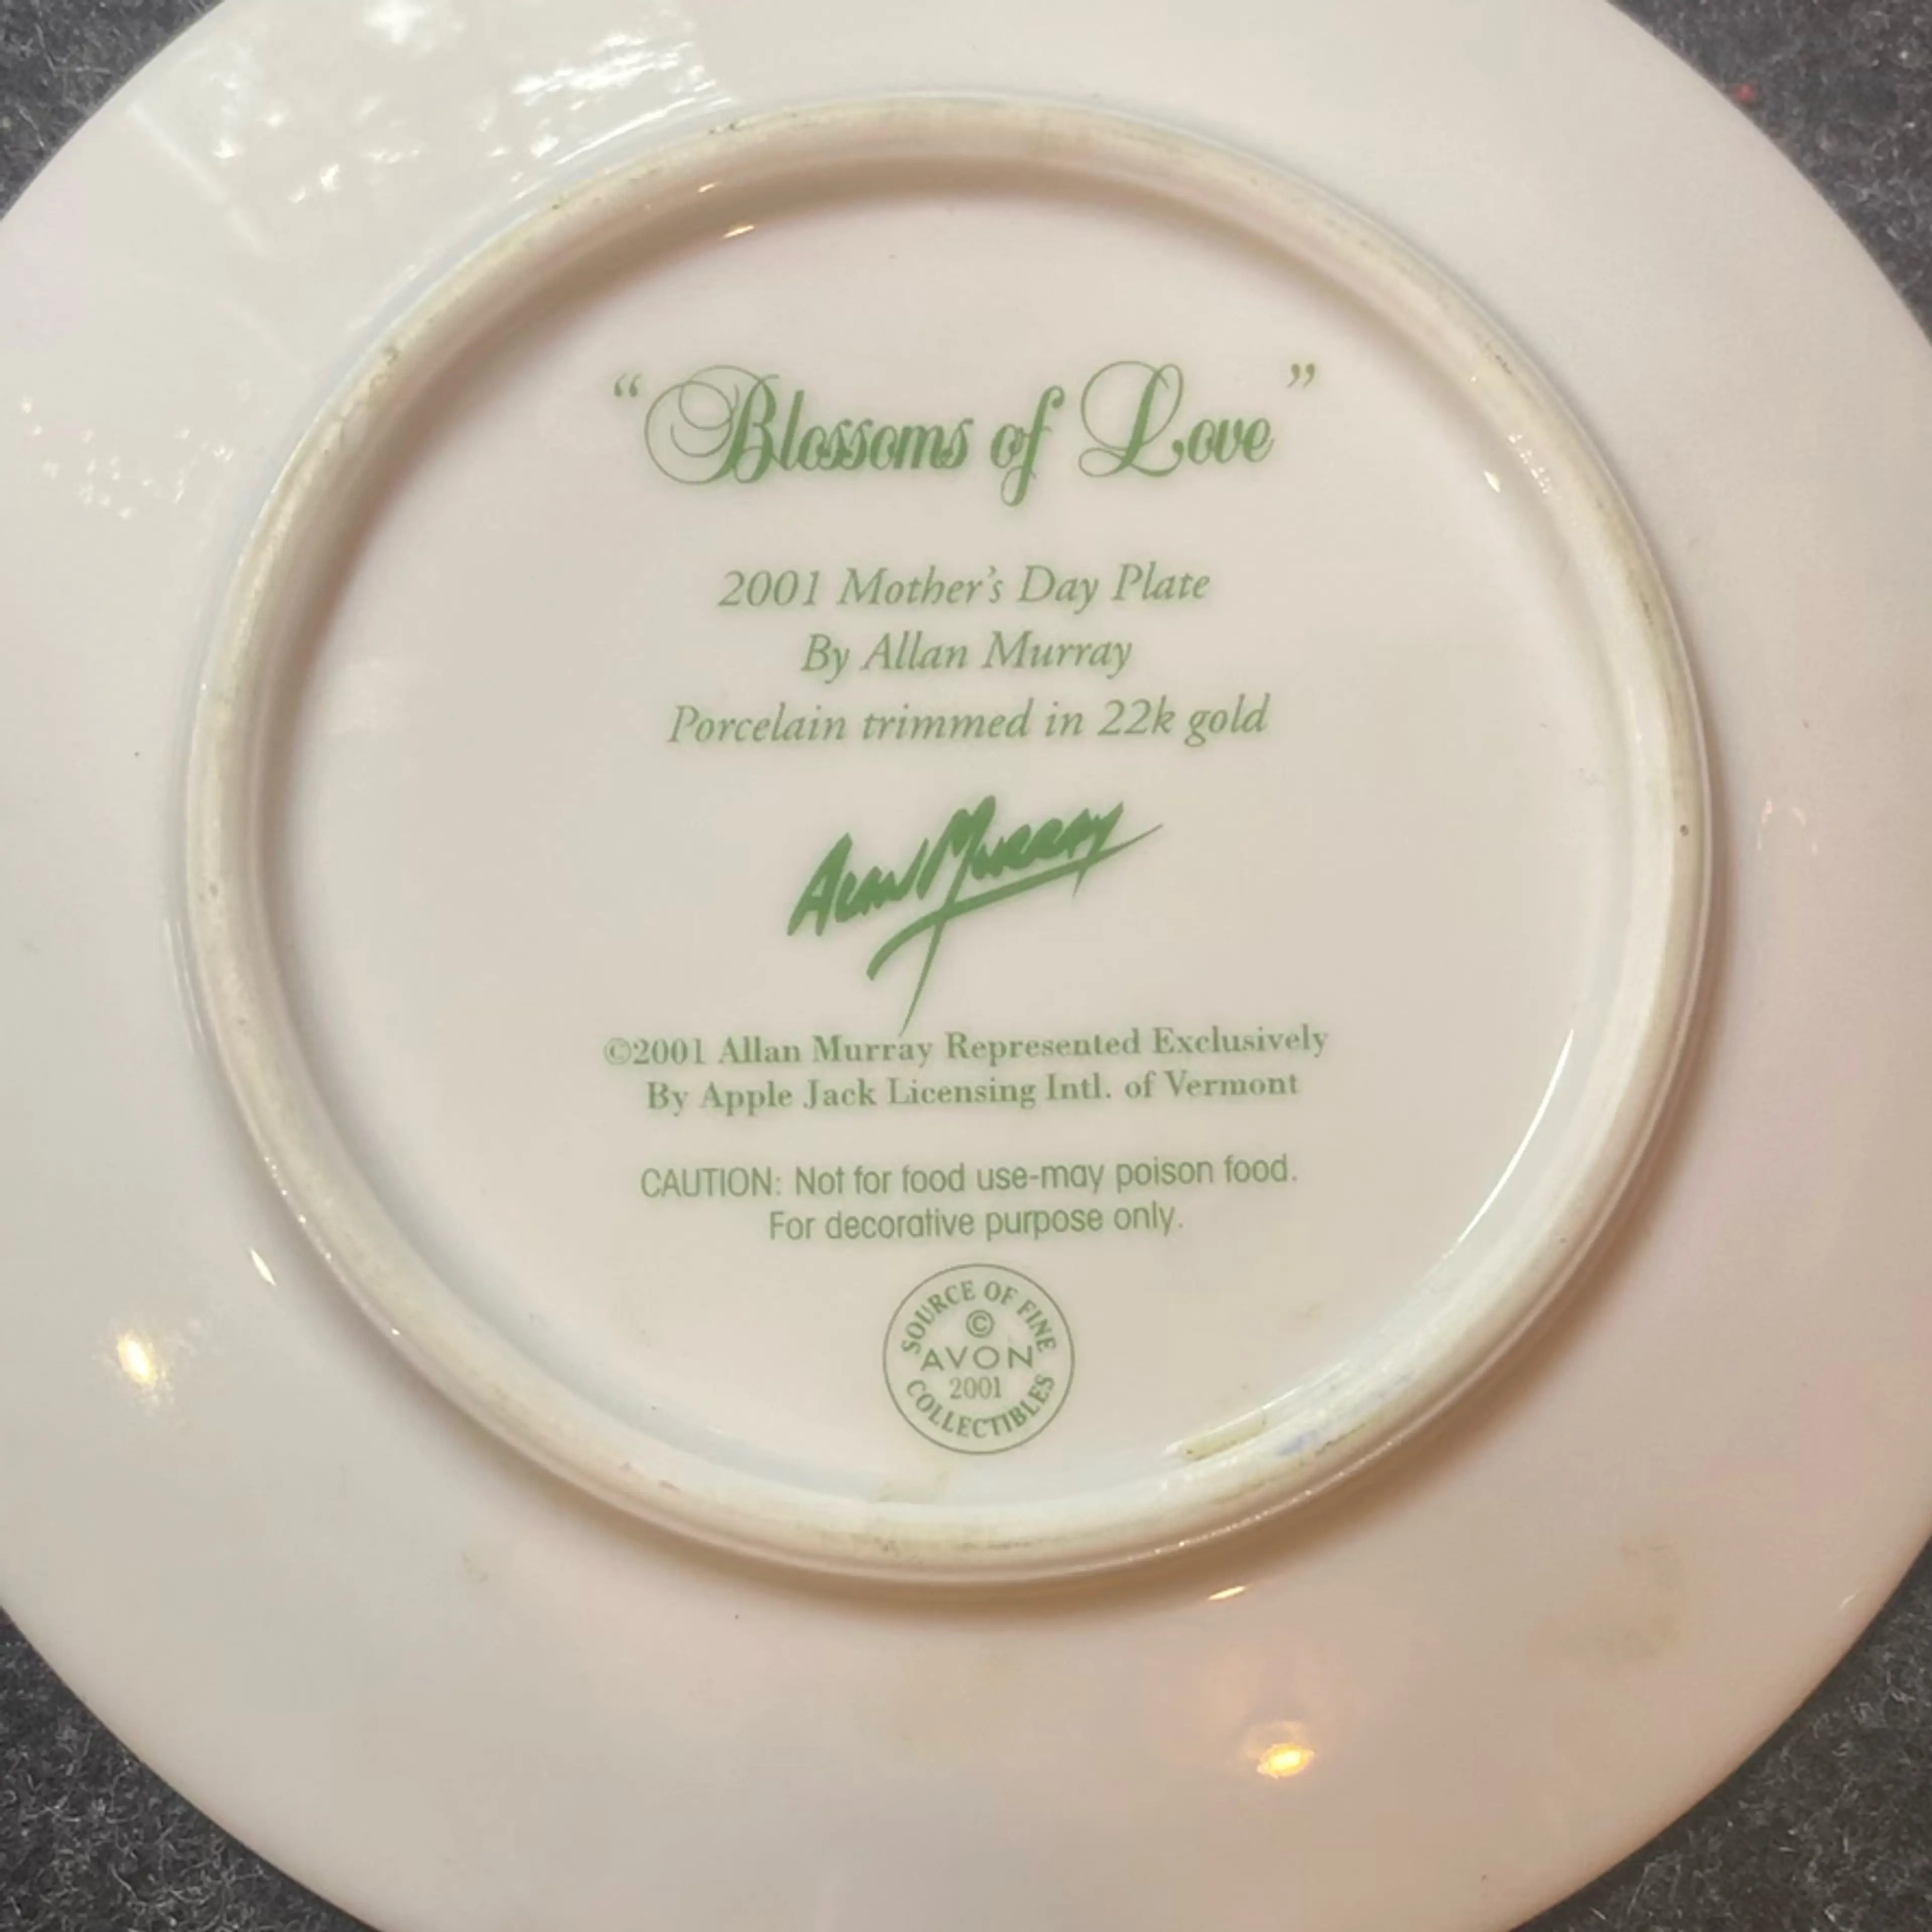 “Blossoms of Love”
2001 Mother’s Day Plate
By Allan Murray
Porcelain trimmed in 22k gold
Allan Murray
©2001 Allan Murray Represented Exclusively
By Apple Jack Licensing Intl. of Vermont
CAUTION: Not for food use-may poison food.
For decorative purpose only.
SOURCE OF FINE
©
AVON
2001
COLLECTIBLES